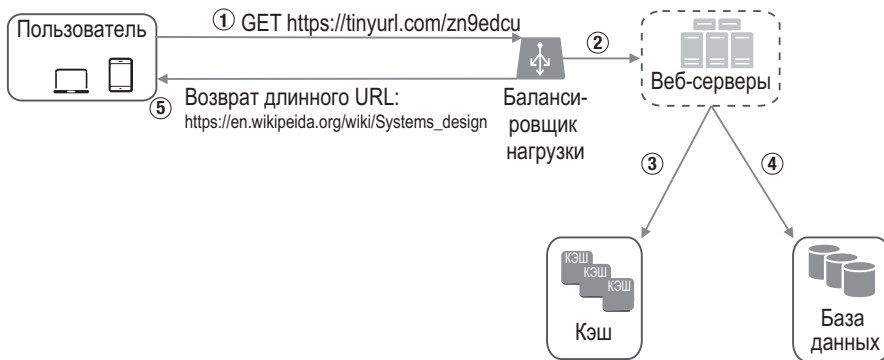 Пользователь
① GET https://tinyurl.com/zn9edcu
②
Веб-серверы
⑤
Возврат длинного URL:
https://en.wikipeida.org/wiki/Systems_design
Баланси-
ровщик
нагрузки
③
④
КЭШ
КЭШ
КЭШ
Кэш
База
данных